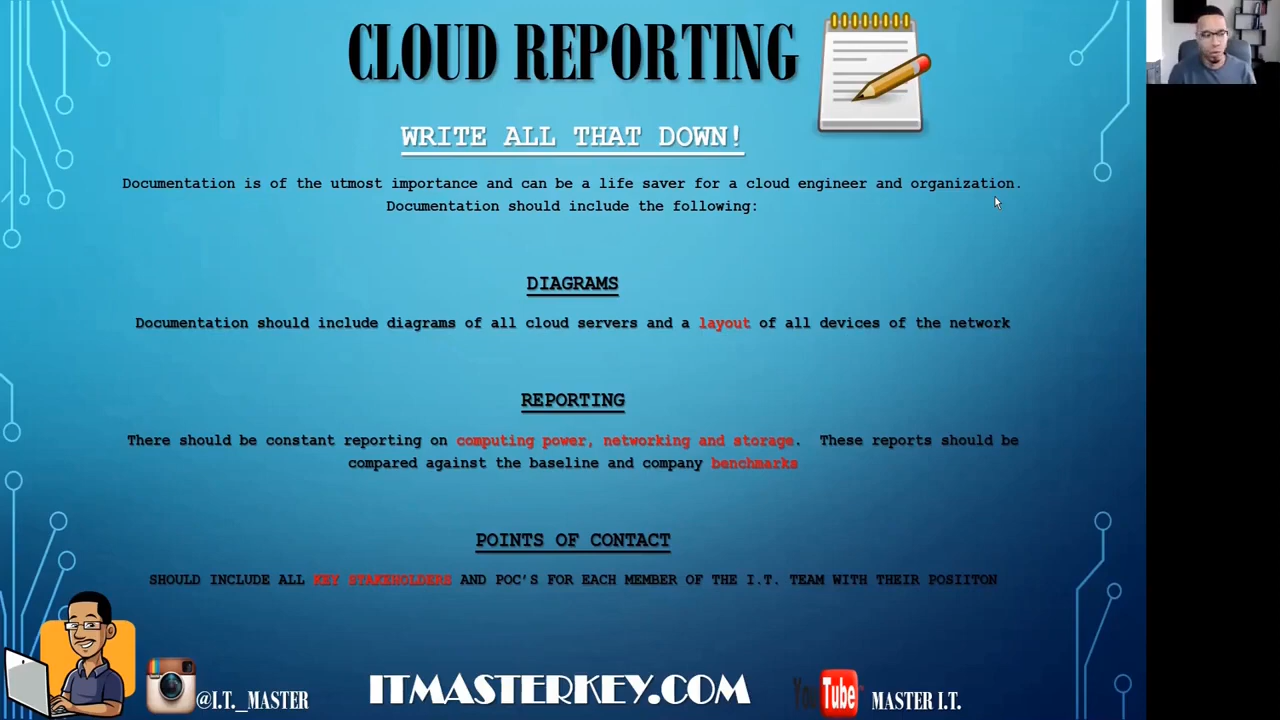 CLOUD REPORTING
WRITE ALL THAT DOWN!
Documentation is of the utmost importance and can be a life saver for a cloud engineer and organization.
Documentation should include the following:
DIAGRAMS
Documentation should include diagrams of all cloud servers and a layout of all devices of the network
REPORTING
There should be constant reporting on computing power, networking and storage. These reports should be
compared against the baseline and company benchmarks
POINTS OF CONTACT
SHOULD INCLUDE ALL KEY STAKEHOLDERS AND POC'S FOR EACH MEMBER OF THE I.T. TEAM WITH THEIR POSIITON
@I.T._MASTER
ITMASTERKEY.COM
YouTube
MASTER I.T.